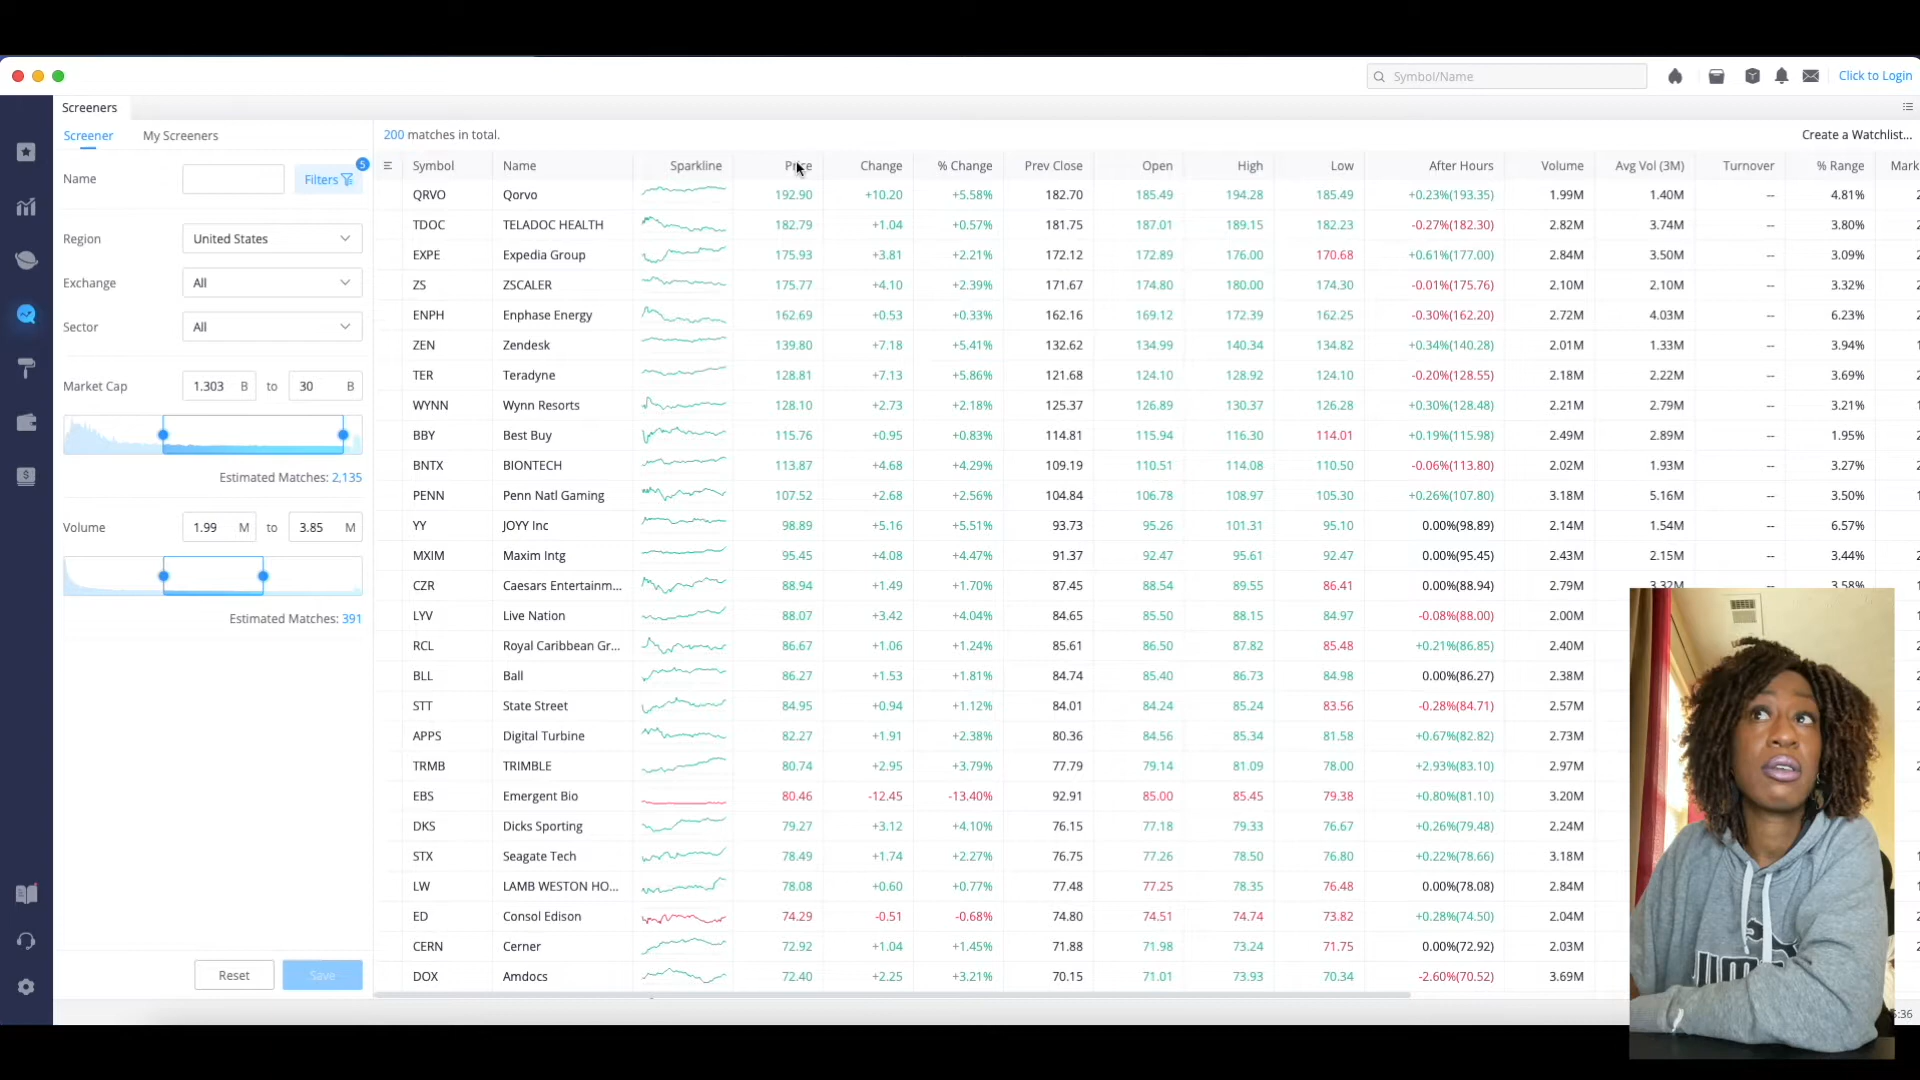 Symbol/Name
Click to Login
Screeners
Screener My Screeners
200 matches in total.
Create a Watchlist...
Name
Filters
5
Region United States
Exchange All
Sector All
Market Cap 1.303 B to 30 B
Estimated Matches: 2,135
Volume 1.99 M to 3.85 M
Estimated Matches: 391
Reset Save
Symbol Name Sparkline Price Change % Change Prev Close Open High Low After Hours Volume Avg Vol (3M) Turnover % Range Mark
QRVO Qorvo 192.90 +10.20 +5.58% 182.70 185.49 194.28 185.49 +0.23%(193.35) 1.99M 1.40M -- 4.81%
TDOC TELADOC HEALTH 182.79 +1.04 +0.57% 181.75 187.01 189.15 182.23 -0.27%(182.30) 2.82M 3.74M -- 3.80%
EXPE Expedia Group 175.93 +3.81 +2.21% 172.12 172.89 176.00 170.68 +0.61%(177.00) 2.84M 3.50M -- 3.09%
ZS ZSCALER 175.77 +4.10 +2.39% 171.67 174.80 180.00 174.30 -0.01%(175.76) 2.10M 2.10M -- 3.32%
ENPH Enphase Energy 162.69 +0.53 +0.33% 162.16 169.12 172.39 162.25 -0.30%(162.20) 2.72M 4.03M -- 6.23%
ZEN Zendesk 139.80 +7.18 +5.41% 132.62 134.99 140.34 134.82 +0.34%(140.28) 2.01M 1.33M -- 3.94%
TER Teradyne 128.81 +7.13 +5.86% 121.68 124.10 128.92 124.10 -0.20%(128.55) 2.18M 2.22M -- 3.69%
WYNN Wynn Resorts 128.10 +2.73 +2.18% 125.37 126.89 130.37 126.28 +0.30%(128.48) 2.21M 2.79M -- 3.21%
BBY Best Buy 115.76 +0.95 +0.83% 114.81 115.94 116.30 114.01 +0.19%(115.98) 2.49M 2.89M -- 1.95%
BNTX BIONTECH 113.87 +4.68 +4.29% 109.19 110.51 114.08 110.50 -0.06%(113.80) 2.02M 1.93M -- 3.27%
PENN Penn Natl Gaming 107.52 +2.68 +2.56% 104.84 106.78 108.97 105.30 +0.26%(107.80) 3.18M 5.16M -- 3.50%
YY JOYY Inc 98.89 +5.16 +5.51% 93.73 95.26 101.31 95.10 0.00%(98.89) 2.14M 1.54M -- 6.57%
MXIM Maxim Intg 95.45 +4.08 +4.47% 91.37 92.47 95.61 92.47 0.00%(95.45) 2.43M 2.15M -- 3.44%
CZR Caesars Entertainm... 88.94 +1.49 +1.70% 87.45 88.54 89.55 86.41 0.00%(88.94) 2.79M 3.32M -- 3.58%
LYV Live Nation 88.07 +3.42 +4.04% 84.65 85.50 88.15 84.97 -0.08%(88.00) 2.00M
RCL Royal Caribbean Gr... 86.67 +1.06 +1.24% 85.61 86.50 87.82 85.48 +0.21%(86.85) 2.40M
BLL Ball 86.27 +1.53 +1.81% 84.74 85.40 86.73 84.98 0.00%(86.27) 2.38M
STT State Street 84.95 +0.94 +1.12% 84.01 84.24 85.24 83.56 -0.28%(84.71) 2.57M
APPS Digital Turbine 82.27 +1.91 +2.38% 80.36 84.56 85.34 81.58 +0.67%(82.82) 2.73M
TRMB TRIMBLE 80.74 +2.95 +3.79% 77.79 79.14 81.09 78.00 +2.93%(83.10) 2.97M
EBS Emergent Bio 80.46 -12.45 -13.40% 92.91 85.00 85.45 79.38 +0.80%(81.10) 3.20M
DKS Dicks Sporting 79.27 +3.12 +4.10% 76.15 77.18 79.33 76.67 +0.26%(79.48) 2.24M
STX Seagate Tech 78.49 +1.74 +2.27% 76.75 77.26 78.50 76.80 +0.22%(78.66) 3.18M
LW LAMB WESTON HO... 78.08 +0.60 +0.77% 77.48 77.25 78.35 76.48 0.00%(78.08) 2.84M
ED Consol Edison 74.29 -0.51 -0.68% 74.80 74.51 74.74 73.82 +0.28%(74.50) 2.04M
CERN Cerner 72.92 +1.04 +1.45% 71.88 71.98 73.24 71.75 0.00%(72.92) 2.03M
DOX Amdocs 72.40 +2.25 +3.21% 70.15 71.01 73.93 70.34 -2.60%(70.52) 3.69M